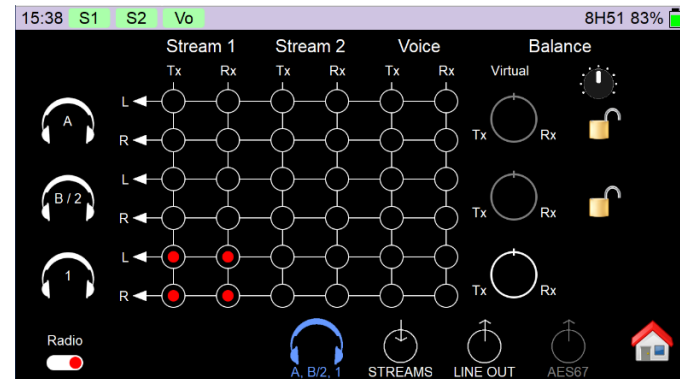 15:38 S1 S2 Vo 8H51 83%
Stream 1 Stream 2 Voice Balance
Tx Rx Tx Rx Tx Rx Virtual
L
A
R
Tx Rx
L
B / 2
R
Tx Rx
L
1
R
Tx Rx
Radio
A, B/2, 1 STREAMS LINE OUT AES67